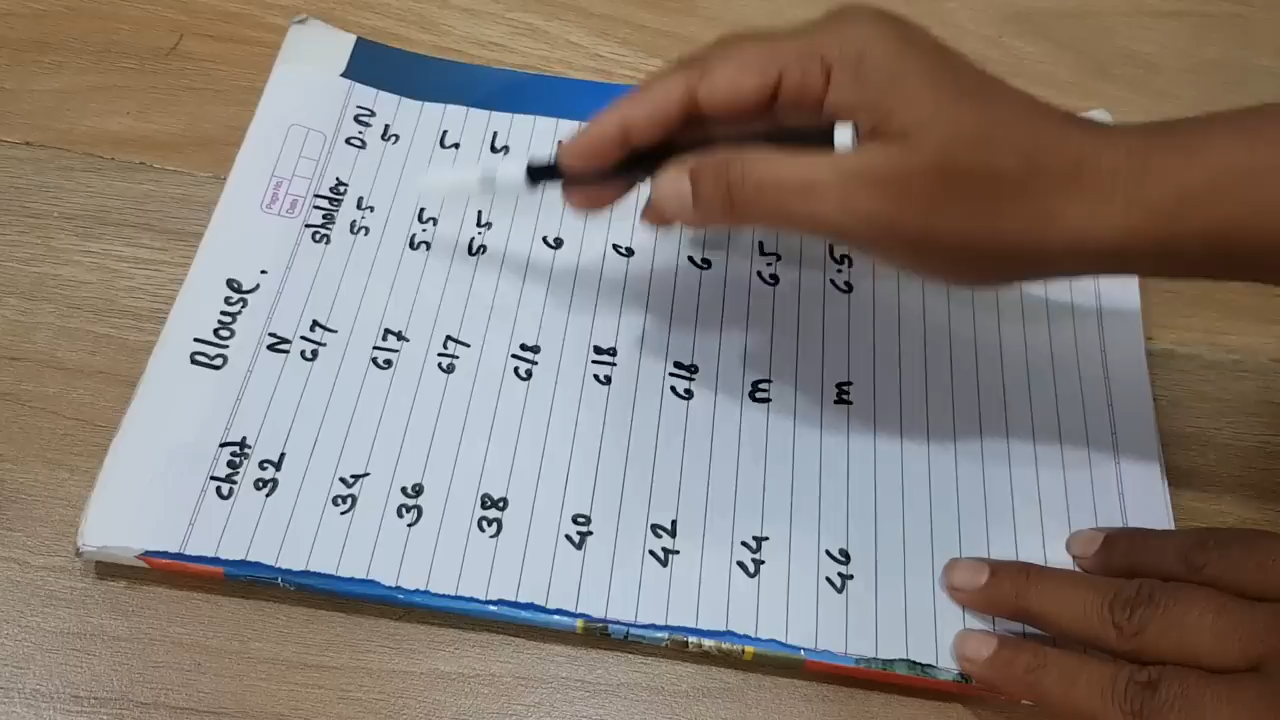 Page No.
Date
Blouse.
chest N Sholder D.N
32 6/7 5.5 5
34 6/7 5.5 5
36 6/7 5.5 5
38 6/8 6
40 6/8 6
42 6/8 6
44 m 6.5
46 m 6.5